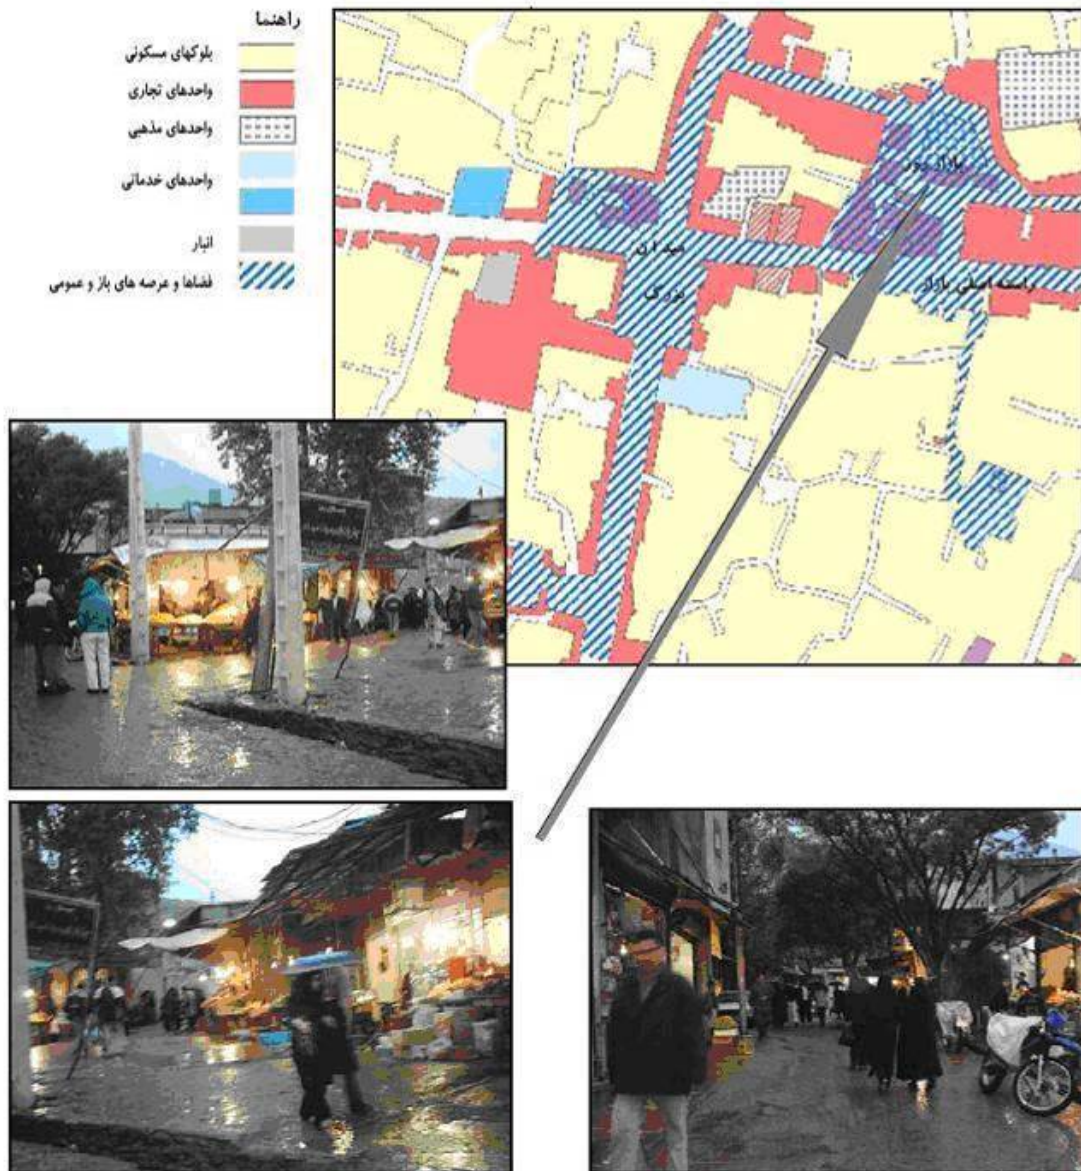 راهنما
بلوکهای مسکونی
واحدهای تجاری
واحدهای مذهبی
واحدهای خدماتی
انبار
فضاها و عرصه های باز و عمومی
بازار روز
میدان
بزرگ
راسته اصلی بازار